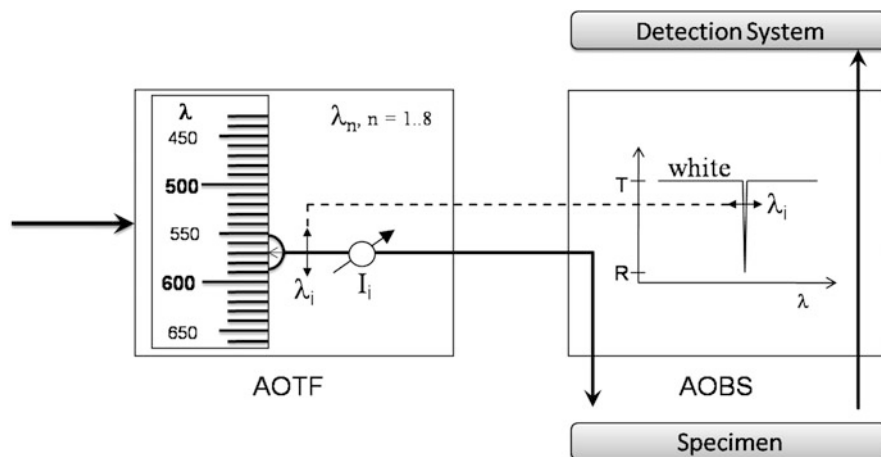 Detection System
λ
450
500
550
600
650
λn, n = 1..8
λi
Ii
AOTF
white
T
R
λi
λ
AOBS
Specimen